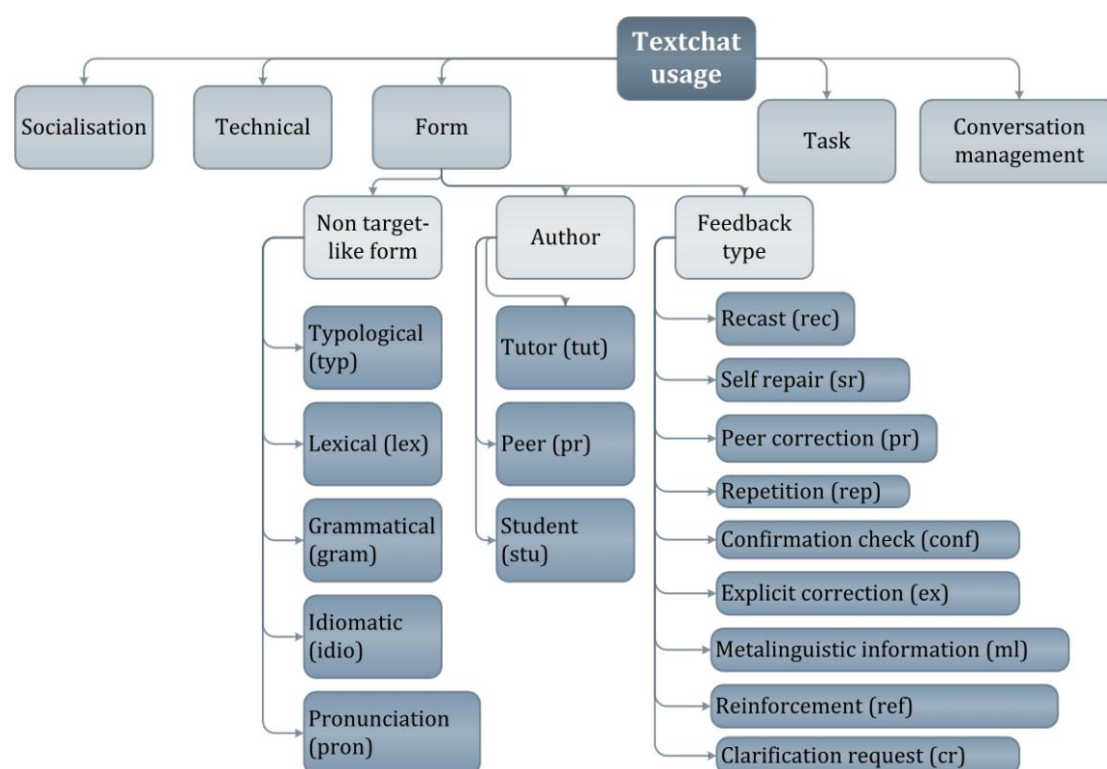 Textchat
usage
Socialisation
Technical
Form
Task
Conversation
management
Non target-
like form
Author
Feedback
type
Typological
(typ)
Lexical (lex)
Grammatical
(gram)
Idiomatic
(idio)
Pronunciation
(pron)
Tutor (tut)
Peer (pr)
Student
(stu)
Recast (rec)
Self repair (sr)
Peer correction (pr)
Repetition (rep)
Confirmation check (conf)
Explicit correction (ex)
Metalinguistic information (ml)
Reinforcement (ref)
Clarification request (cr)